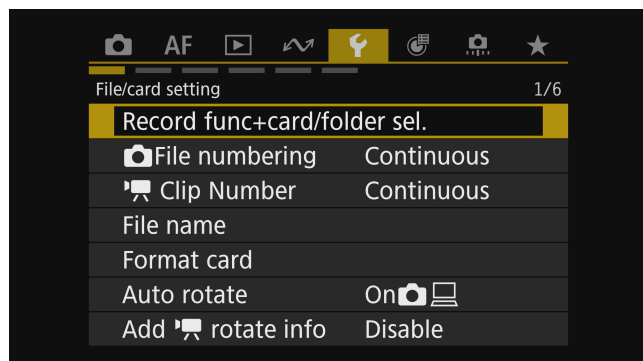 AF
File/card setting 1/6
Record func+card/folder sel.
File numbering Continuous
Clip Number Continuous
File name
Format card
Auto rotate On
Add rotate info Disable